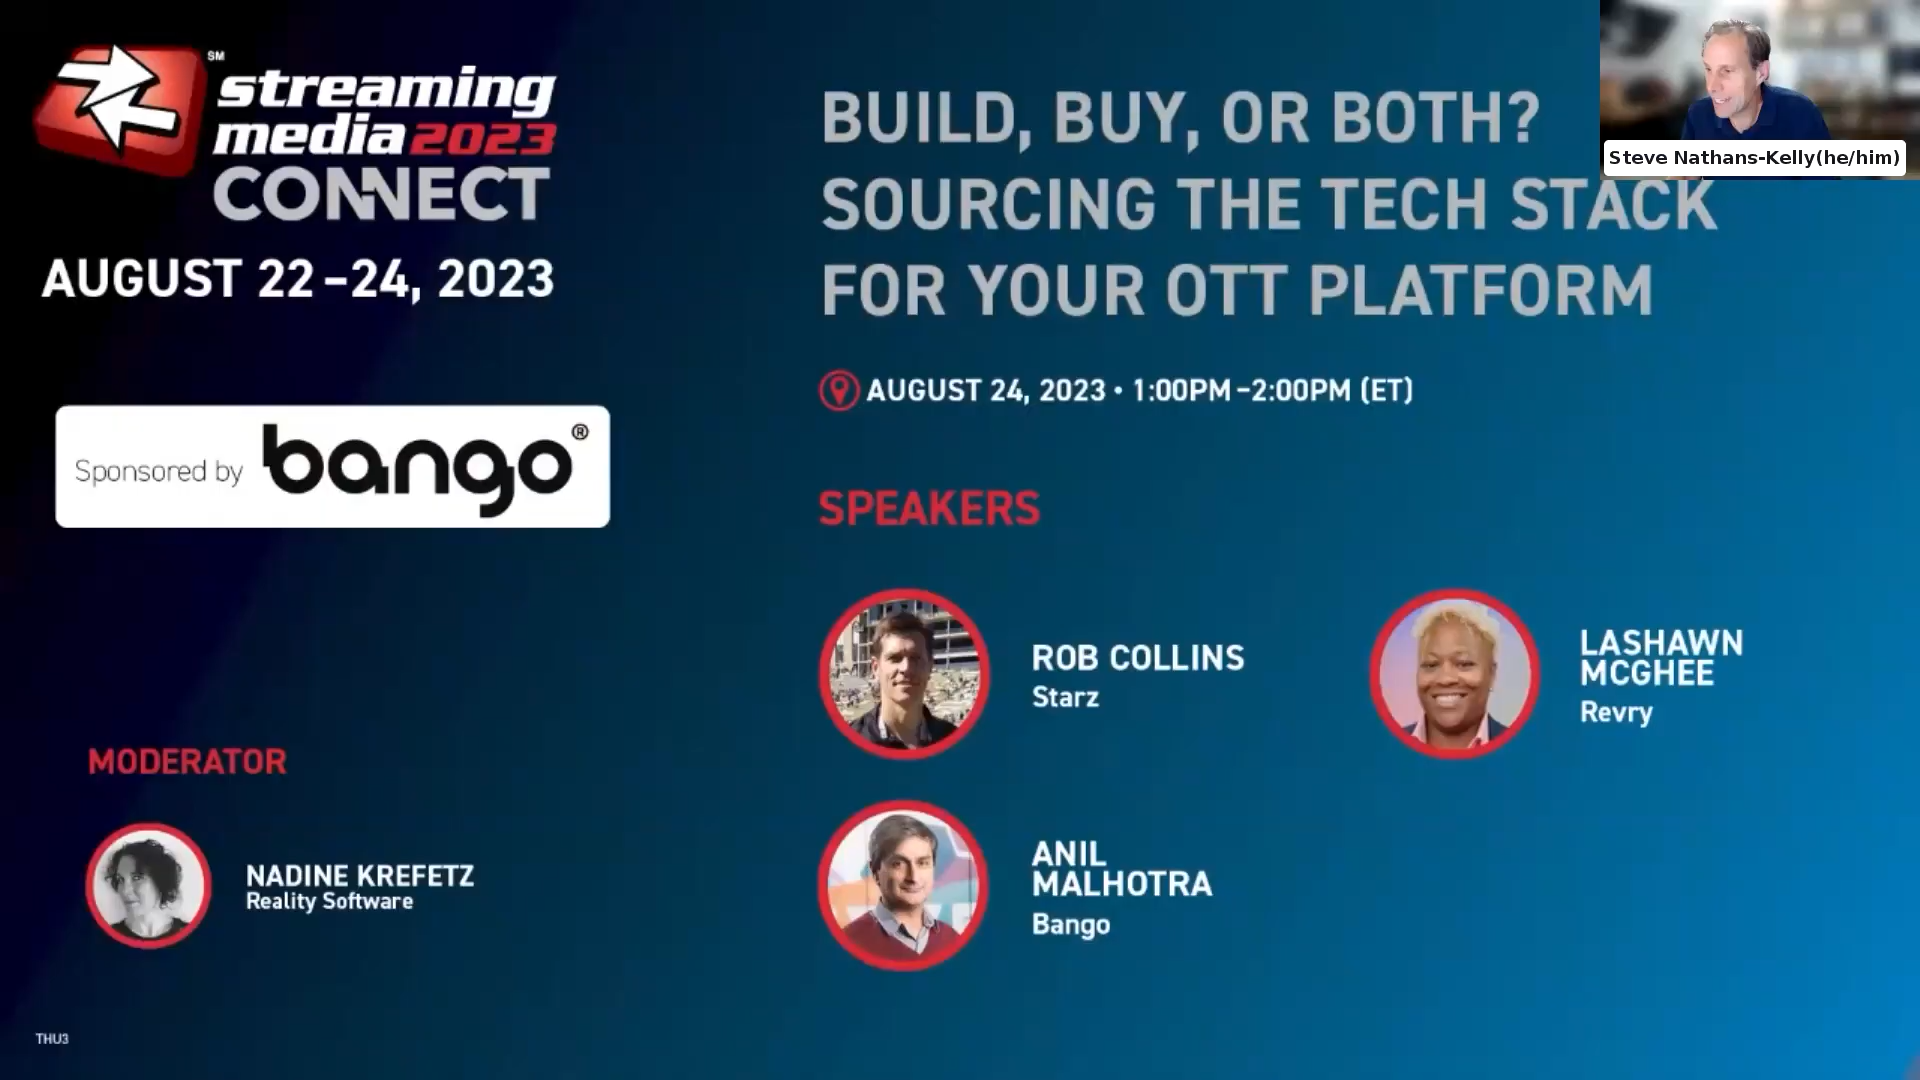 SM
streaming
media 2023
CONNECT
AUGUST 22–24, 2023
Sponsored by bango®
MODERATOR
NADINE KREFETZ
Reality Software
THU3
BUILD, BUY, OR BOTH?
SOURCING THE TECH STACK
FOR YOUR OTT PLATFORM
AUGUST 24, 2023 • 1:00PM–2:00PM (ET)
SPEAKERS
ROB COLLINS
Starz
LASHAWN
MCGHEE
Revry
ANIL
MALHOTRA
Bango
Steve Nathans-Kelly(he/him)